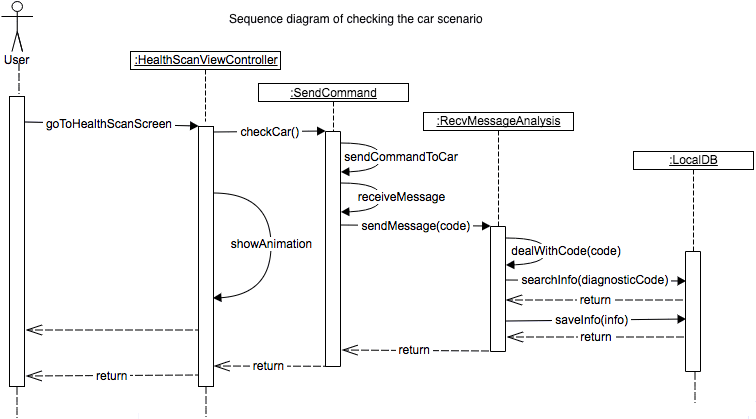 Sequence diagram of checking the car scenario
User
:HealthScanViewController
:SendCommand
:RecvMessageAnalysis
:LocalDB
goToHealthScanScreen
checkCar()
sendCommandToCar
receiveMessage
sendMessage(code)
showAnimation
dealWithCode(code)
searchInfo(diagnosticCode)
return
saveInfo(info)
return
return
return
return